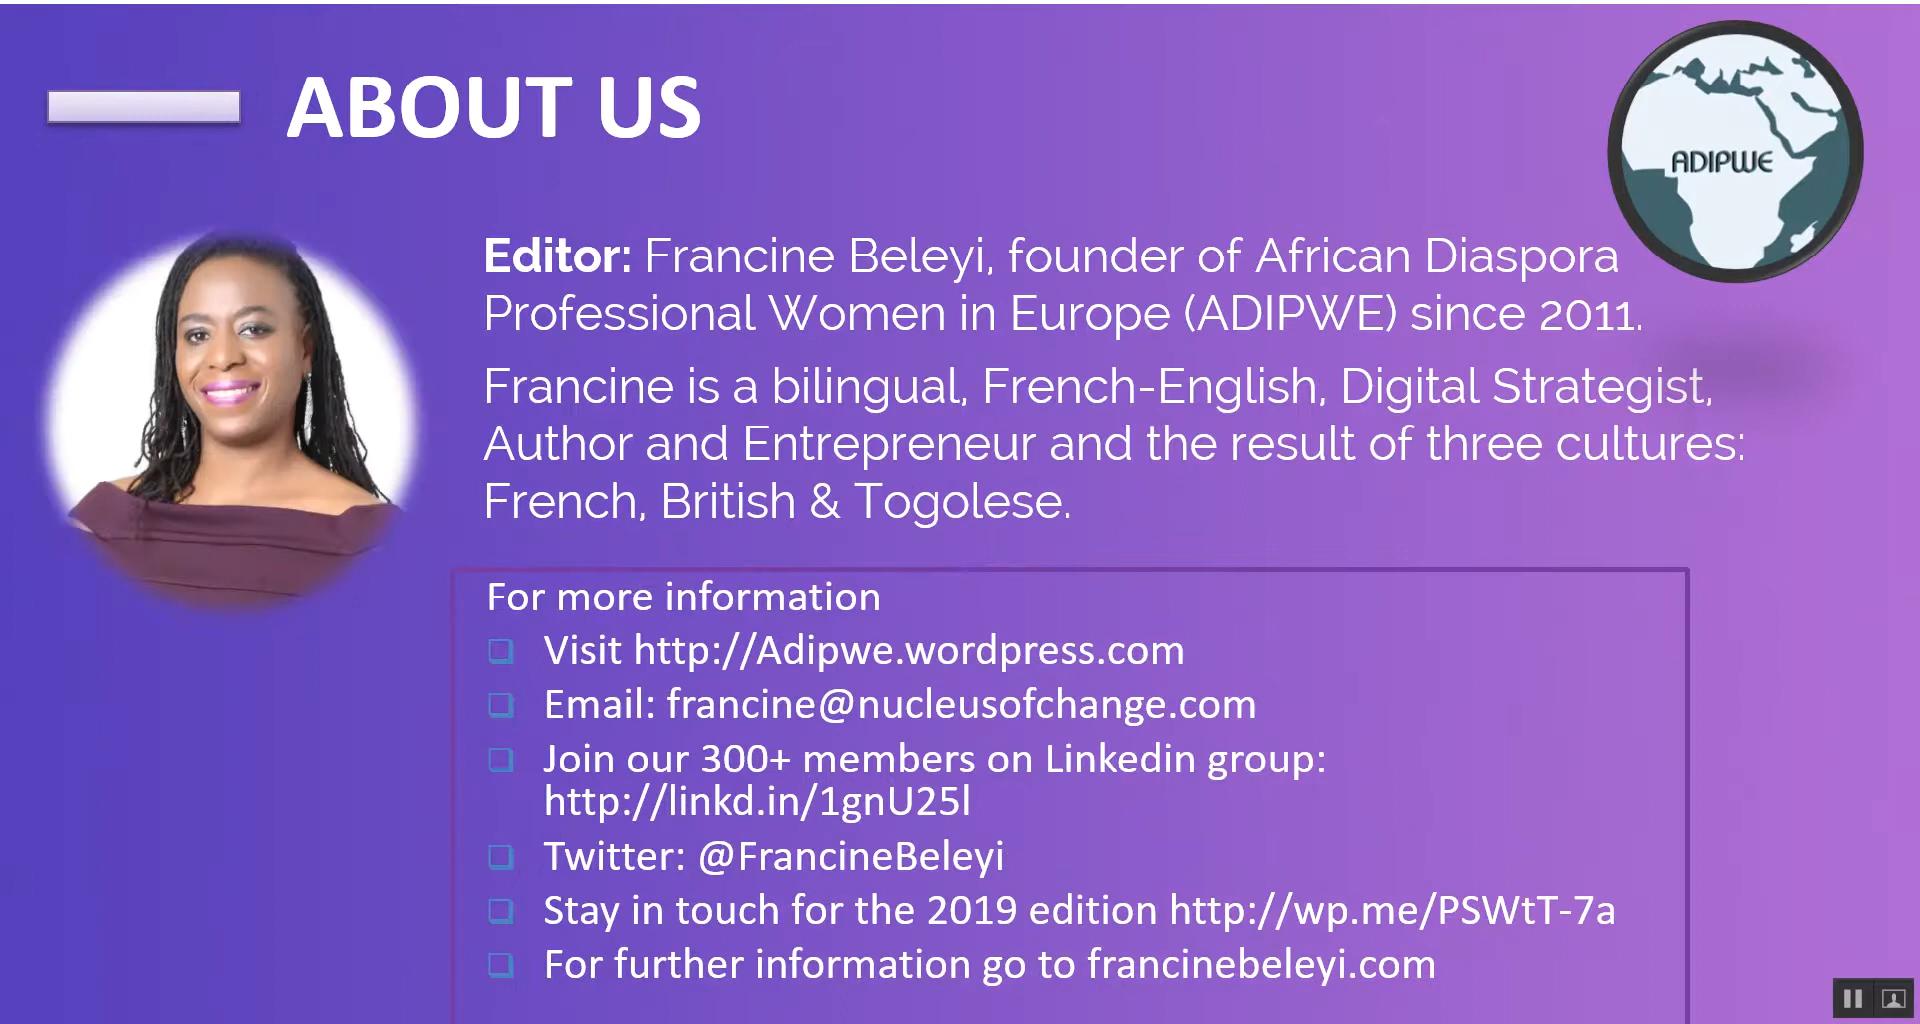 ABOUT US
ADIPWE
Editor: Francine Beleyi, founder of African Diaspora
Professional Women in Europe (ADIPWE) since 2011.
Francine is a bilingual, French-English, Digital Strategist,
Author and Entrepreneur and the result of three cultures:
French, British & Togolese.
For more information
Visit http://Adipwe.wordpress.com
Email: francine@nucleusofchange.com
Join our 300+ members on Linkedin group:
http://linkd.in/1gnU25l
Twitter: @FrancineBeleyi
Stay in touch for the 2019 edition http://wp.me/PSWtT-7a
For further information go to francinebeleyi.com